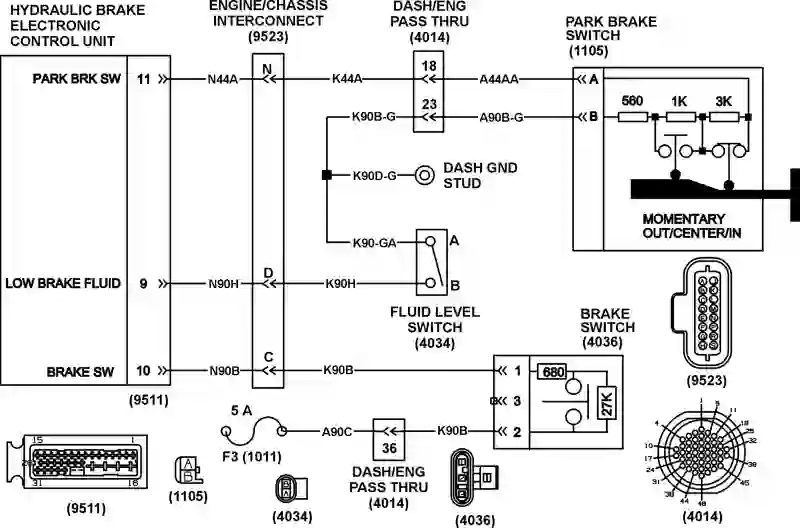 HYDRAULIC BRAKE
ELECTRONIC
CONTROL UNIT
ENGINE/CHASSIS
INTERCONNECT
(9523)
DASH/ENG
PASS THRU
(4014)
PARK BRAKE
SWITCH
(1105)
PARK BRK SW 11 N44A N K44A 18 A44AA A
K90B-G 23 A90B-G B
560 1K 3K
K90D-G DASH GND
STUD
MOMENTARY
OUT/CENTER/IN
K90-GA A
LOW BRAKE FLUID 9 N90H D K90H B
FLUID LEVEL
SWITCH
(4034)
BRAKE
SWITCH
(4036)
(9523)
BRAKE SW 10 N90B C K90B 1 680
3 27K
2
(9511)
5 A
F3 (1011)
A90C 36 K90B
DASH/ENG
PASS THRU
(4014)
15 1
31 16
(9511)
A
B
(1105)
(4034)
(4036)
1
4 11
10 18
17 25
24 32
31 38
44 45
48
(4014)